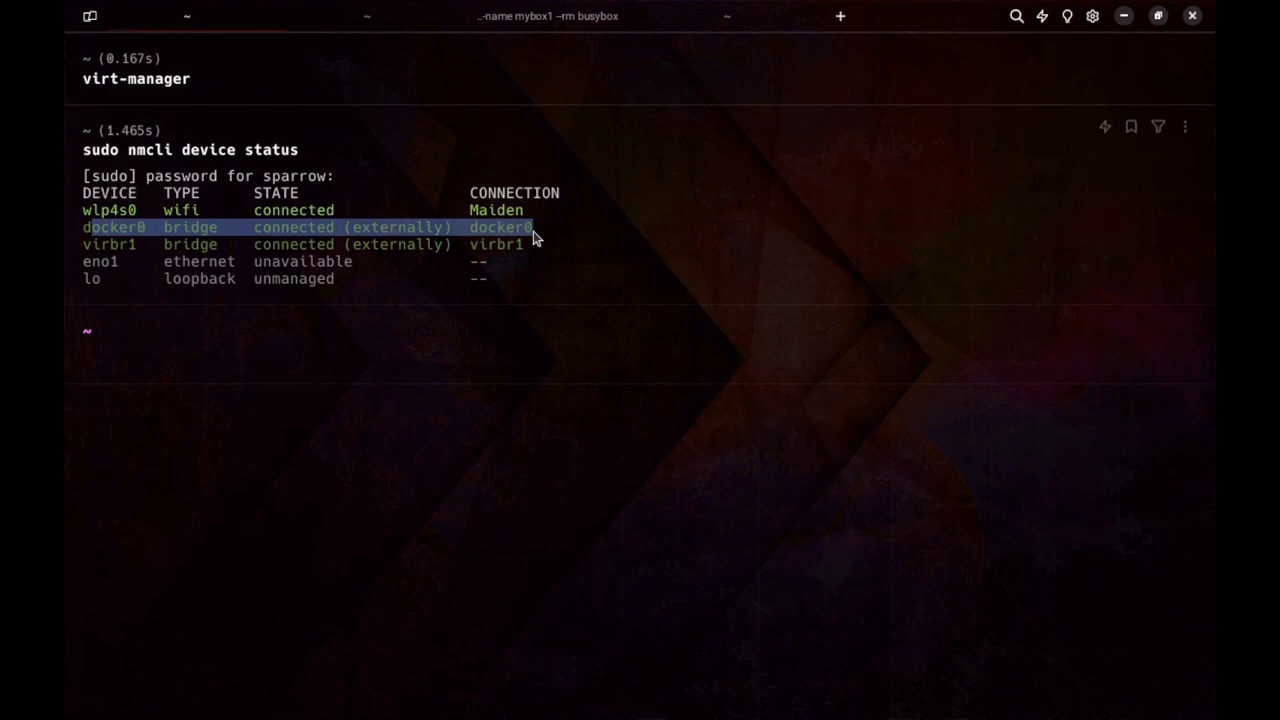 ~ ~ ..-name mybox1 --rm busybox ~
~ (0.167s)
virt-manager
~ (1.465s)
sudo nmcli device status
[sudo] password for sparrow:
DEVICE TYPE STATE CONNECTION
wlp4s0 wifi connected Maiden
docker0 bridge connected (externally) docker0
virbr1 bridge connected (externally) virbr1
eno1 ethernet unavailable --
lo loopback unmanaged --
~